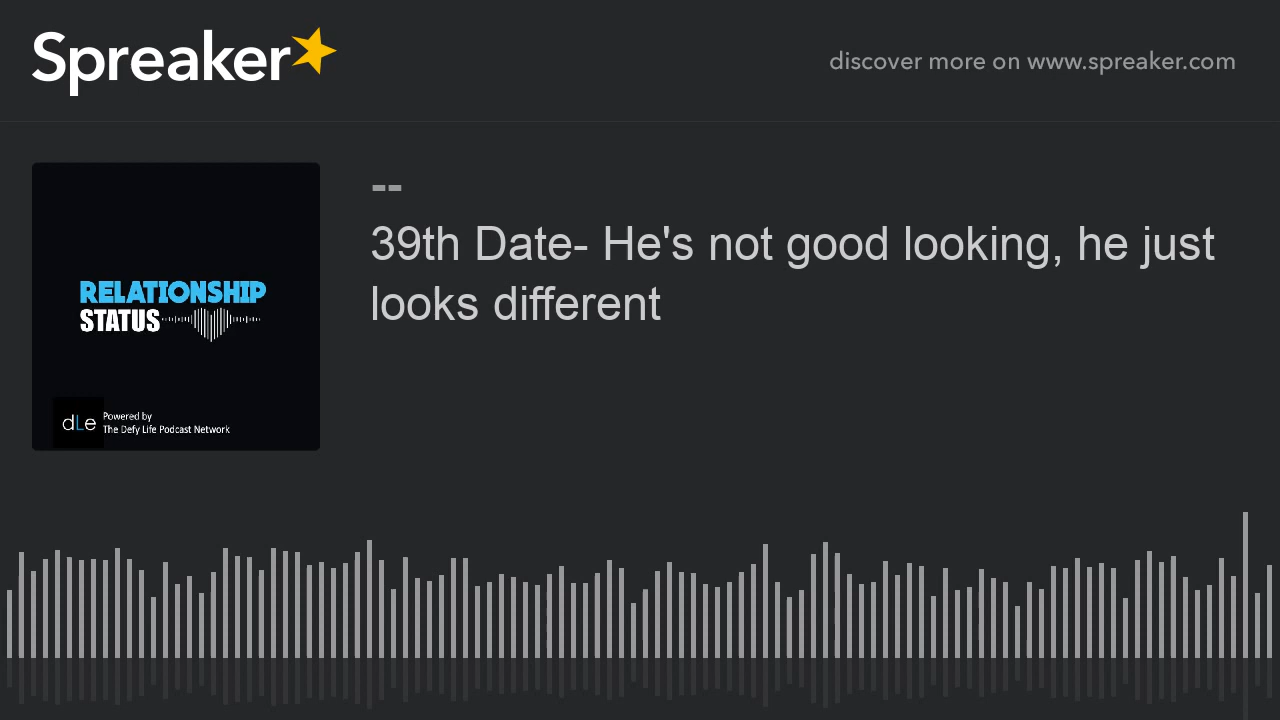 Spreaker
discover more on www.spreaker.com
--
39th Date- He's not good looking, he just
looks different
RELATIONSHIP
STATUS
dLe
Powered by
The Defy Life Podcast Network